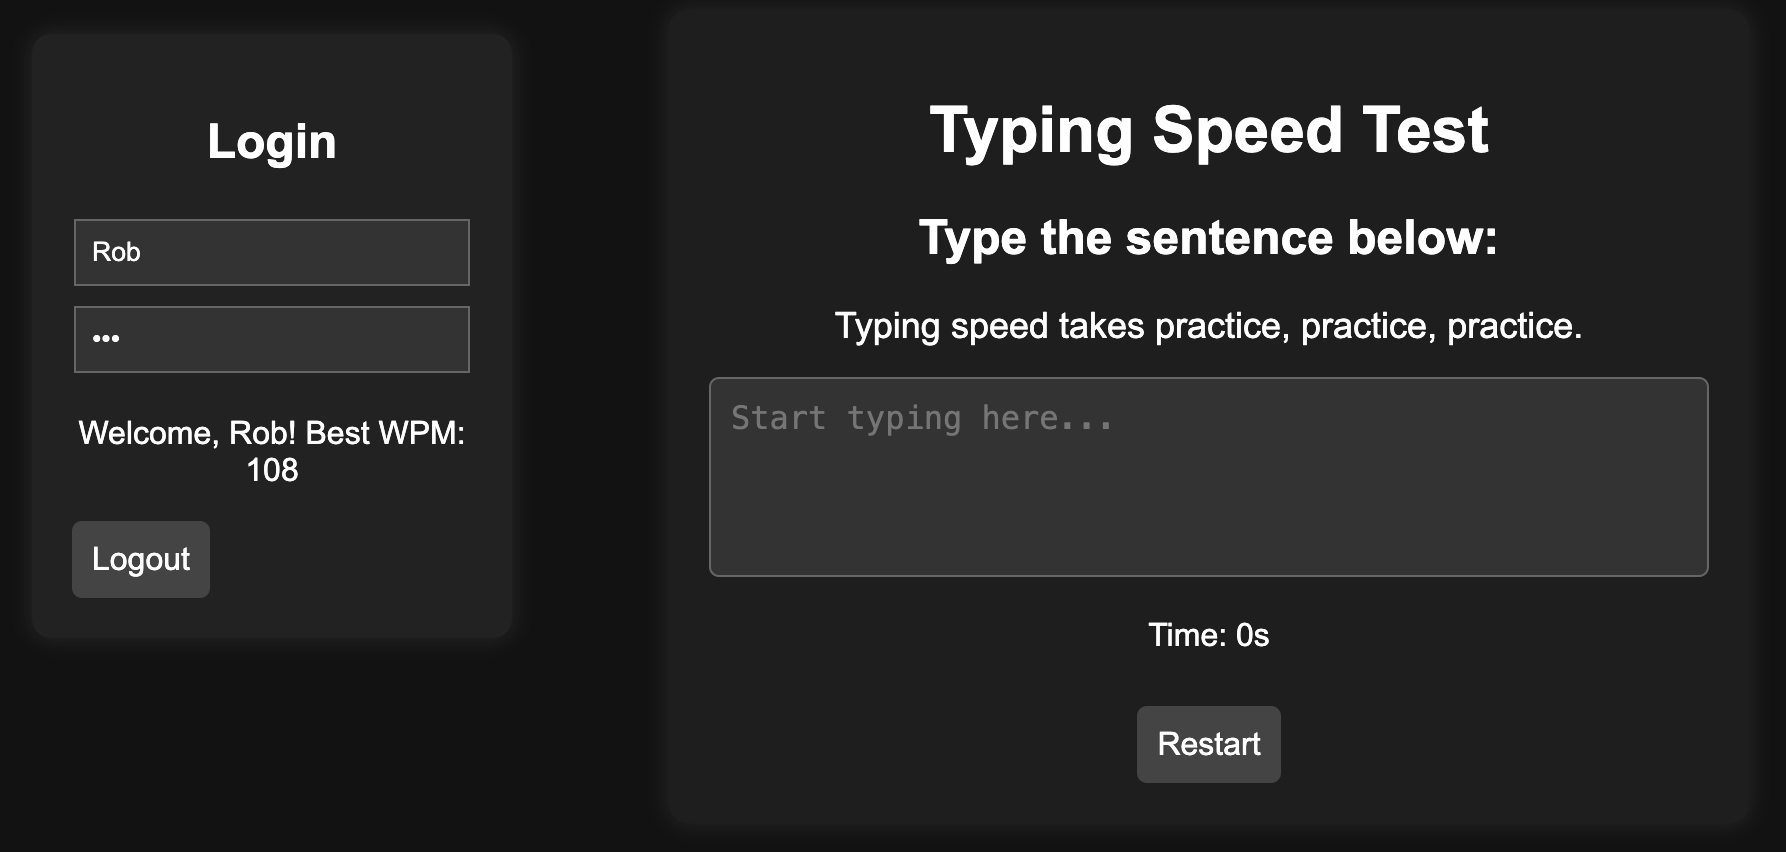 Login
Rob
•••
Welcome, Rob! Best WPM:
108
Logout
Typing Speed Test
Type the sentence below:
Typing speed takes practice, practice, practice.
Start typing here...
Time: 0s
Restart